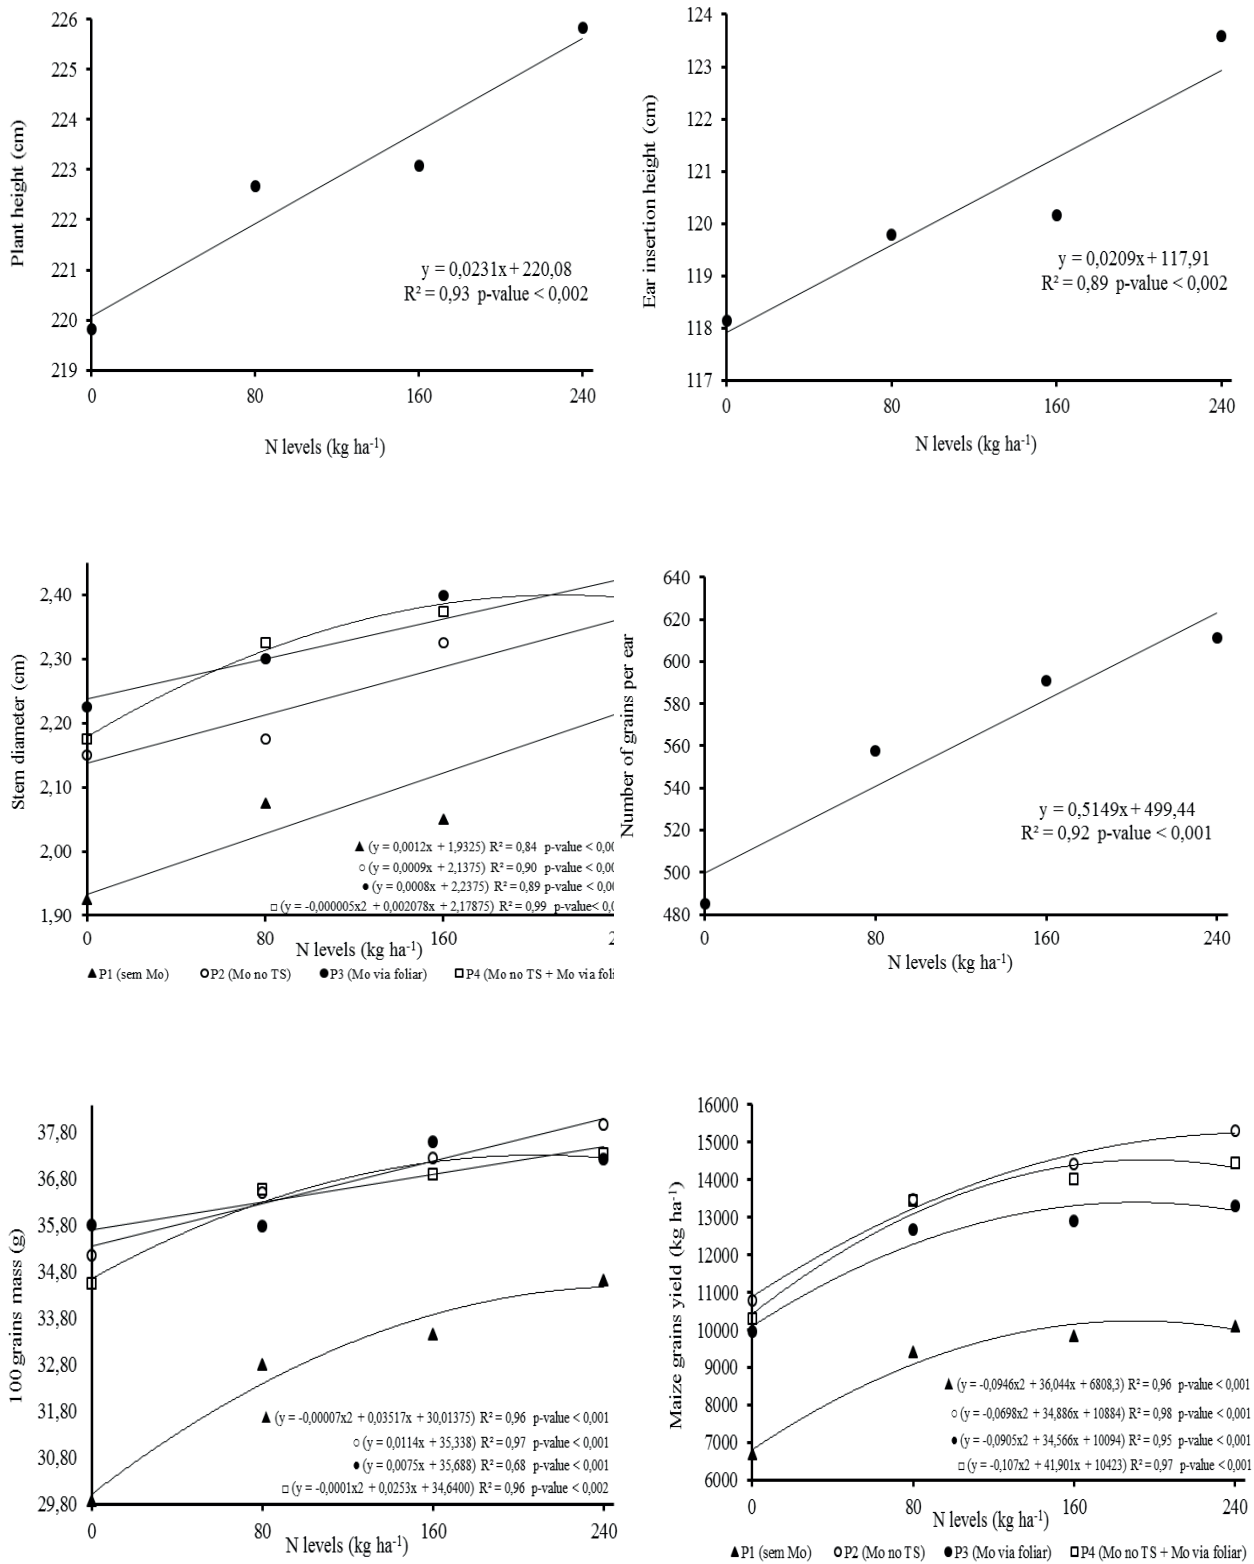 226
225
224
223
222
221
220
219
Plant height (cm)
y = 0,0231x + 220,08
R² = 0,93 p-value < 0,002
0 80 160 240
N levels (kg ha-1)
124
123
122
121
120
119
118
117
Ear insertion height (cm)
y = 0,0209x + 117,91
R² = 0,89 p-value < 0,002
0 80 160 240
N levels (kg ha-1)
2,40
2,30
2,20
2,10
2,00
1,90
Stem diameter (cm)
(y = 0,0012x + 1,9325) R² = 0,84 p-value < 0,00
(y = 0,0009x + 2,1375) R² = 0,90 p-value < 0,00
(y = 0,0008x + 2,2375) R² = 0,89 p-value < 0,00
(y = -0,000005x2 + 0,002078x + 2,17875) R² = 0,99 p-value< 0,0
0 80 160 2
N levels (kg ha-1)
P1 (sem Mo) P2 (Mo no TS) P3 (Mo via foliar) P4 (Mo no TS + Mo via foli
640
620
600
580
560
540
520
500
480
Number of grains per ear
y = 0,5149x + 499,44
R² = 0,92 p-value < 0,001
0 80 160 240
N levels (kg ha-1)
37,80
36,80
35,80
34,80
33,80
32,80
31,80
30,80
29,80
100 grains mass (g)
(y = -0,00007x2 + 0,03517x + 30,01375) R² = 0,96 p-value < 0,001
(y = 0,0114x + 35,338) R² = 0,97 p-value < 0,001
(y = 0,0075x + 35,688) R² = 0,68 p-value < 0,001
(y = -0,0001x2 + 0,0253x + 34,6400) R² = 0,96 p-value < 0,002
0 80 160 240
N levels (kg ha-1)
16000
15000
14000
13000
12000
11000
10000
9000
8000
7000
6000
Maize grains yield (kg ha-1)
(y = -0,0946x2 + 36,044x + 6808,3) R² = 0,96 p-value < 0,001
(y = -0,0698x2 + 34,886x + 10884) R² = 0,98 p-value < 0,001
(y = -0,0905x2 + 34,566x + 10094) R² = 0,95 p-value < 0,001
(y = -0,107x2 + 41,901x + 10423) R² = 0,97 p-value < 0,001
0 80 160 240
N levels (kg ha-1)
P1 (sem Mo) P2 (Mo no TS) P3 (Mo via foliar) P4 (Mo no TS + Mo via foliar)